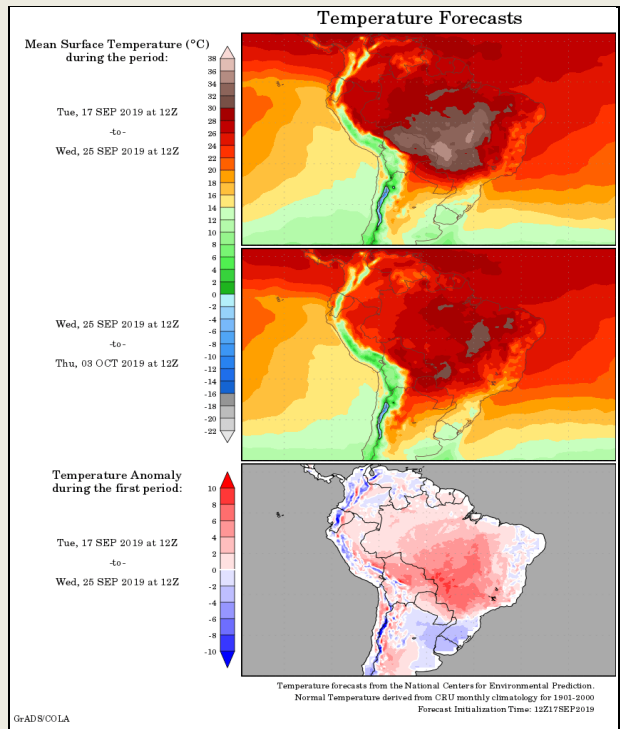 Temperature Forecasts
Mean Surface Temperature (°C)
during the period:
38
36
34
32
30
28
26
24
22
20
18
16
14
12
10
8
6
4
2
0
-2
-4
-6
-8
-10
-12
-14
-16
-18
-20
-22
Tue, 17 SEP 2019 at 12Z
-to-
Wed, 25 SEP 2019 at 12Z
Wed, 25 SEP 2019 at 12Z
-to-
Thu, 03 OCT 2019 at 12Z
Temperature Anomaly
during the first period:
10
8
6
4
2
0
-2
-4
-6
-8
-10
Tue, 17 SEP 2019 at 12Z
-to-
Wed, 25 SEP 2019 at 12Z
Temperature forecasts from the National Centers for Environmental Prediction.
Normal Temperature derived from CRU monthly climatology for 1901-2000
Forecast Initialization Time: 12Z17SEP2019
GrADS/COLA